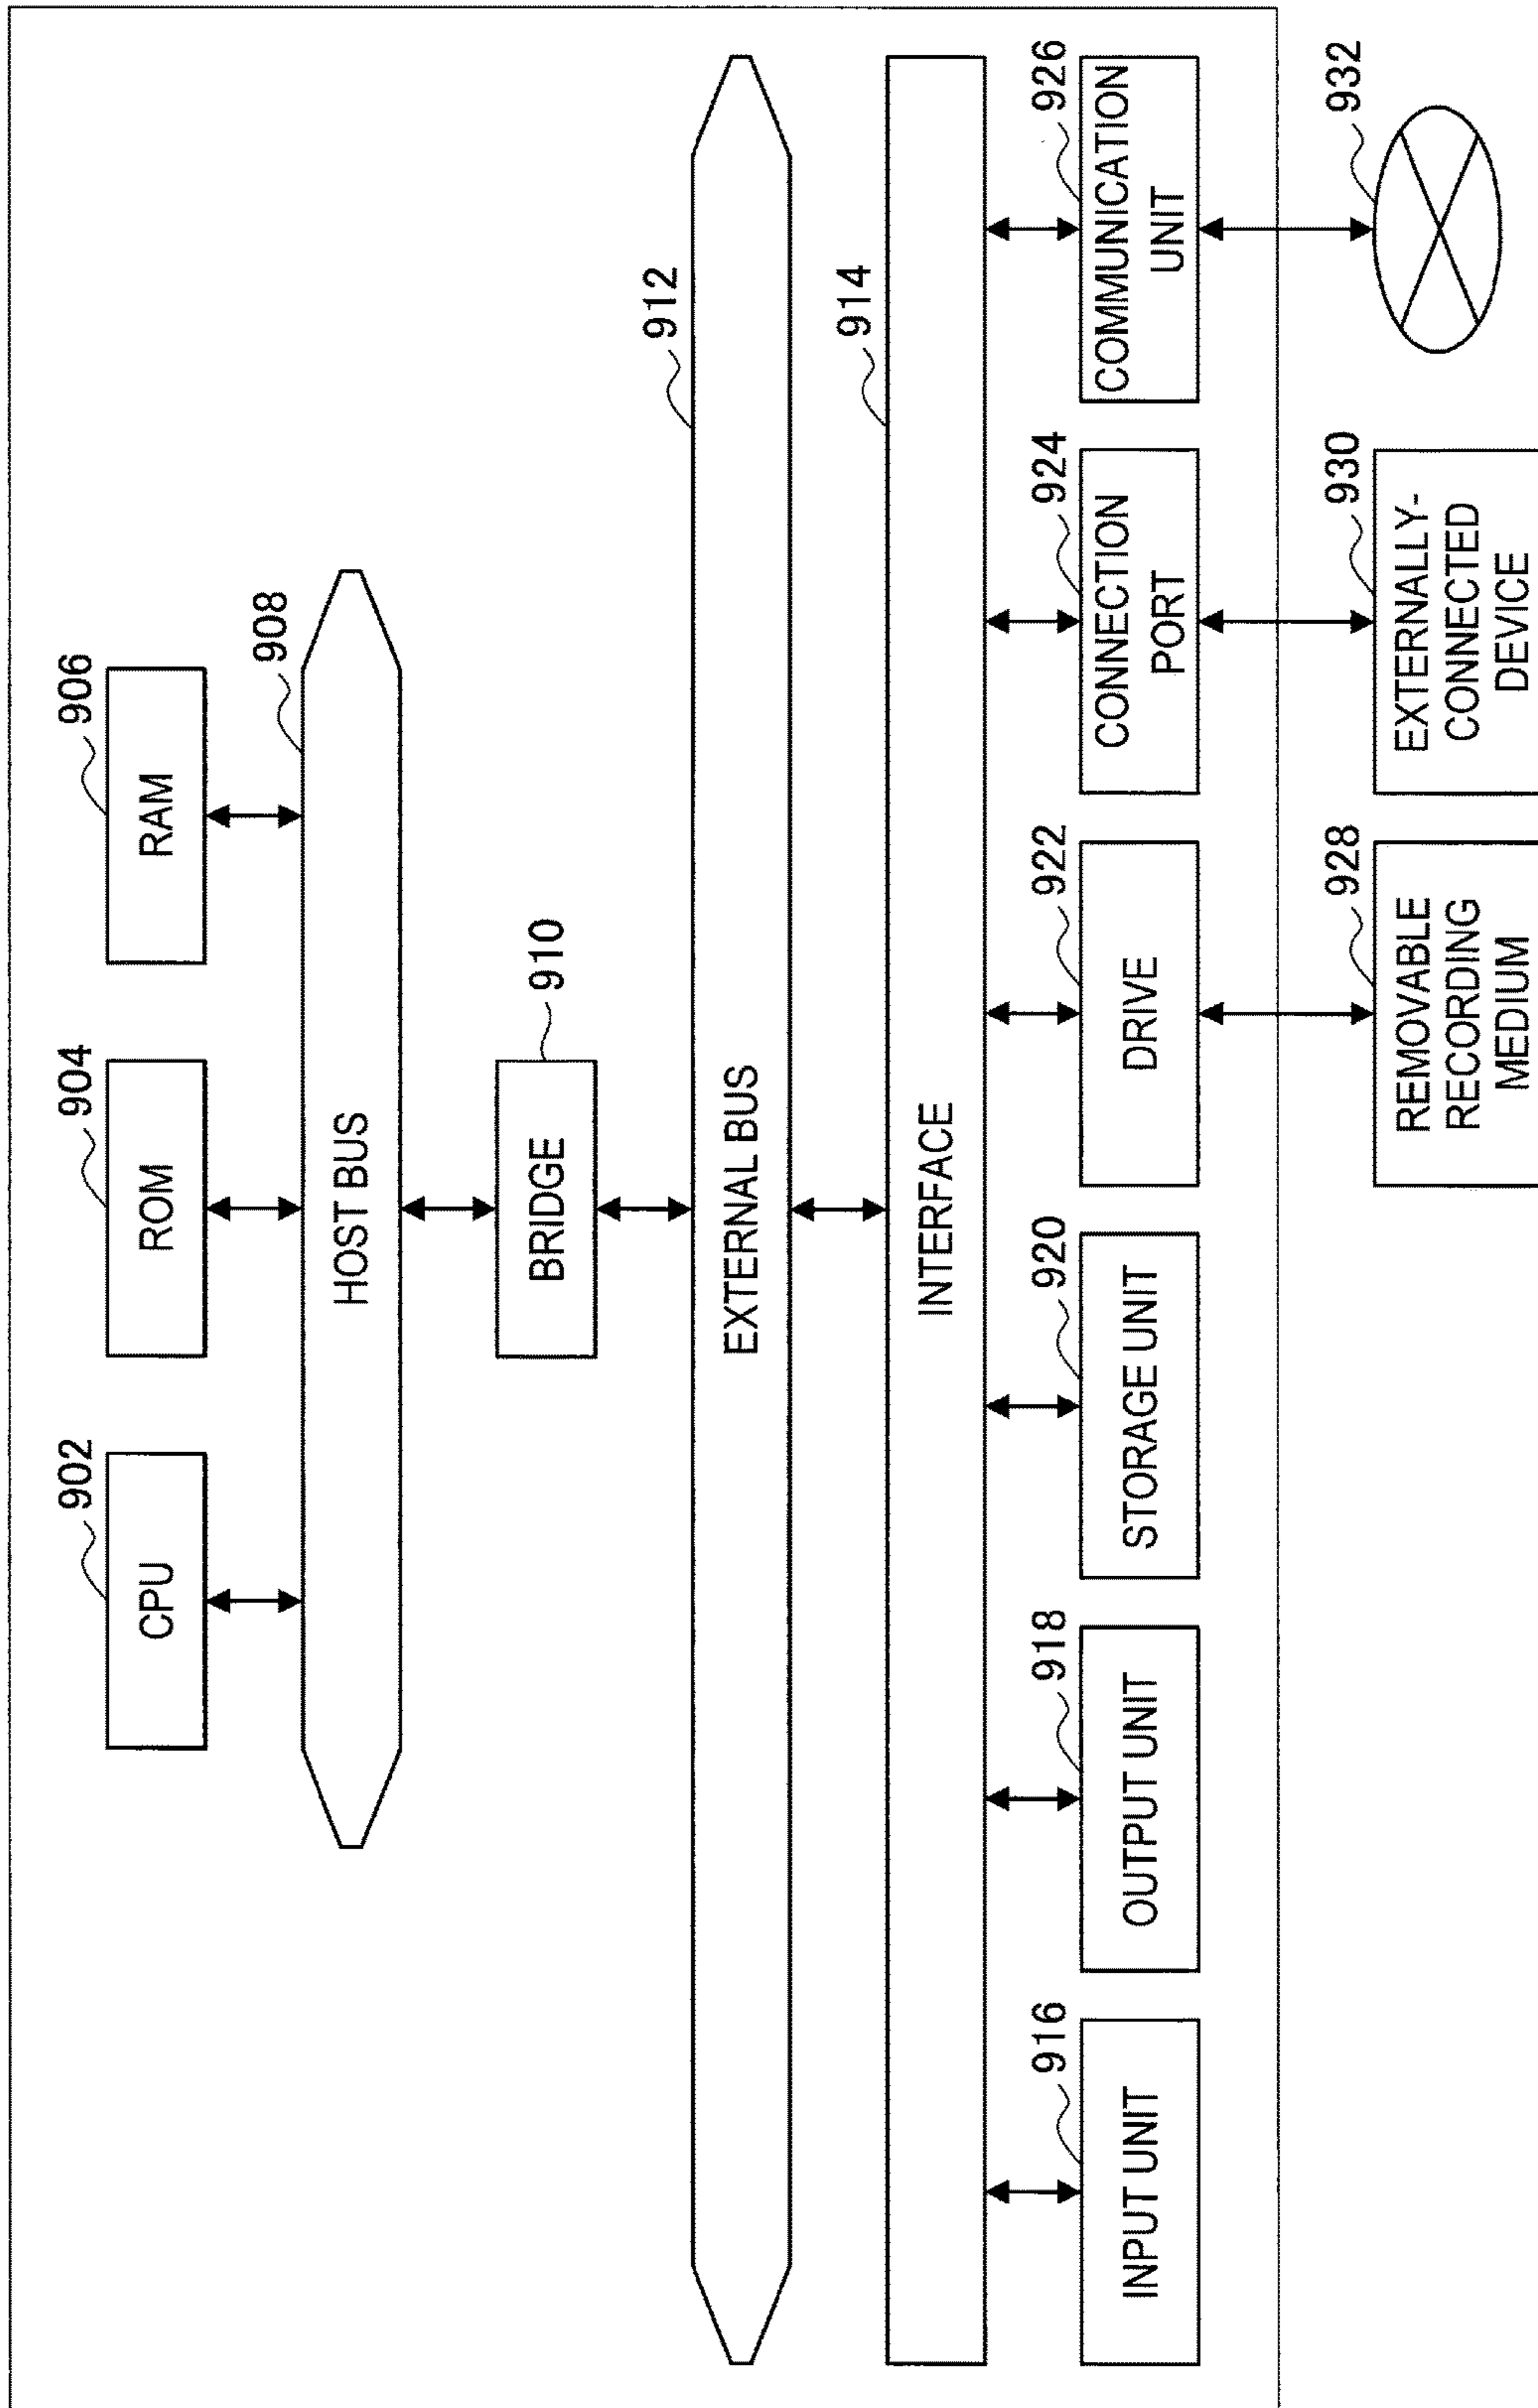 902
CPU
904
ROM
906
RAM
908
HOST BUS
910
BRIDGE
912
EXTERNAL BUS
914
INTERFACE
916
INPUT UNIT
918
OUTPUT UNIT
920
STORAGE UNIT
922
DRIVE
924
CONNECTION
PORT
926
COMMUNICATION
UNIT
928
REMOVABLE
RECORDING
MEDIUM
930
EXTERNALLY-
CONNECTED
DEVICE
932